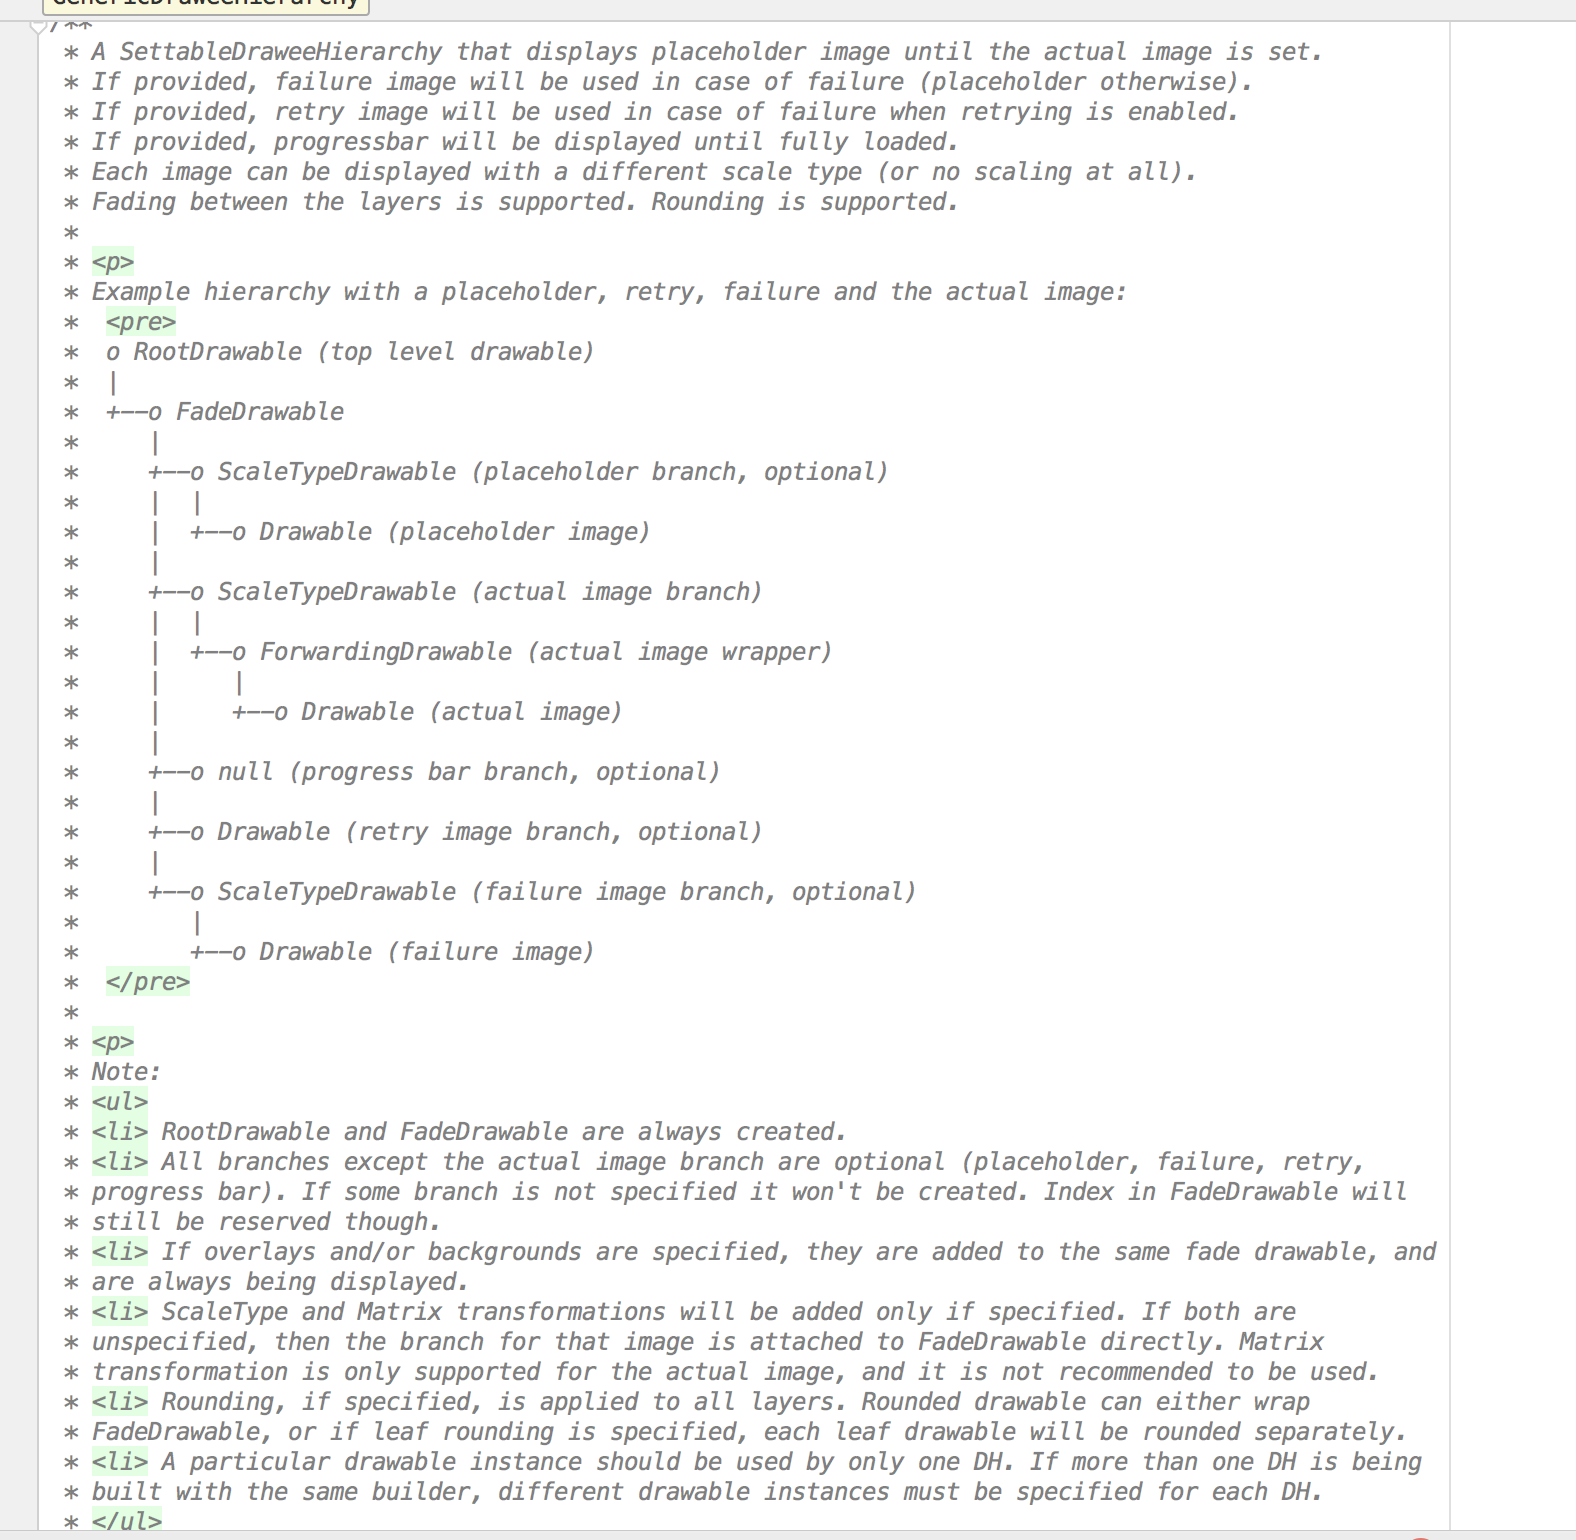 GenericDraweeHierarchy
/**
* A SettableDraweeHierarchy that displays placeholder image until the actual image is set.
* If provided, failure image will be used in case of failure (placeholder otherwise).
* If provided, retry image will be used in case of failure when retrying is enabled.
* If provided, progressbar will be displayed until fully loaded.
* Each image can be displayed with a different scale type (or no scaling at all).
* Fading between the layers is supported. Rounding is supported.
*
* <p>
* Example hierarchy with a placeholder, retry, failure and the actual image:
*  <pre>
*  o RootDrawable (top level drawable)
*  |
*  +--o FadeDrawable
*     |
*     +--o ScaleTypeDrawable (placeholder branch, optional)
*     |  |
*     |  +--o Drawable (placeholder image)
*     |
*     +--o ScaleTypeDrawable (actual image branch)
*     |  |
*     |  +--o ForwardingDrawable (actual image wrapper)
*     |     |
*     |     +--o Drawable (actual image)
*     |
*     +--o null (progress bar branch, optional)
*     |
*     +--o Drawable (retry image branch, optional)
*     |
*     +--o ScaleTypeDrawable (failure image branch, optional)
*        |
*        +--o Drawable (failure image)
*  </pre>
*
* <p>
* Note:
* <ul>
* <li> RootDrawable and FadeDrawable are always created.
* <li> All branches except the actual image branch are optional (placeholder, failure, retry,
* progress bar). If some branch is not specified it won't be created. Index in FadeDrawable will
* still be reserved though.
* <li> If overlays and/or backgrounds are specified, they are added to the same fade drawable, and
* are always being displayed.
* <li> ScaleType and Matrix transformations will be added only if specified. If both are
* unspecified, then the branch for that image is attached to FadeDrawable directly. Matrix
* transformation is only supported for the actual image, and it is not recommended to be used.
* <li> Rounding, if specified, is applied to all layers. Rounded drawable can either wrap
* FadeDrawable, or if leaf rounding is specified, each leaf drawable will be rounded separately.
* <li> A particular drawable instance should be used by only one DH. If more than one DH is being
* built with the same builder, different drawable instances must be specified for each DH.
* </ul>